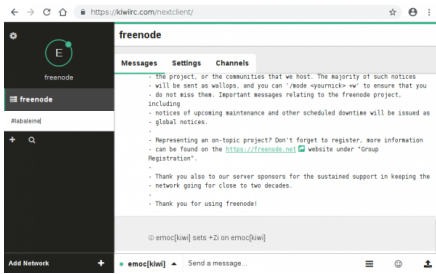 https://kiwiirc.com/nextclient/
freenode
E
freenode
Messages Settings Channels
freenode
#labaleine
- the project, or the communities that we host. The majority of such notices
- will be sent as wallops, and you can '/mode <yournick> +w' to ensure that you
- do not miss them. Important messages relating to the freenode project,
including
- notices of upcoming maintenance and other scheduled downtime will be issued as
- global notices.
-
- Representing an on-topic project? Don't forget to register, more information
- can be found on the https://freenode.net website under "Group
Registration".
-
- Thank you also to our server sponsors for the sustained support in keeping the
- network going for close to two decades.
-
- Thank you for using freenode!
emoc[kiwi] sets +Zi on emoc[kiwi]
Add Network +
emoc[kiwi] Send a message...